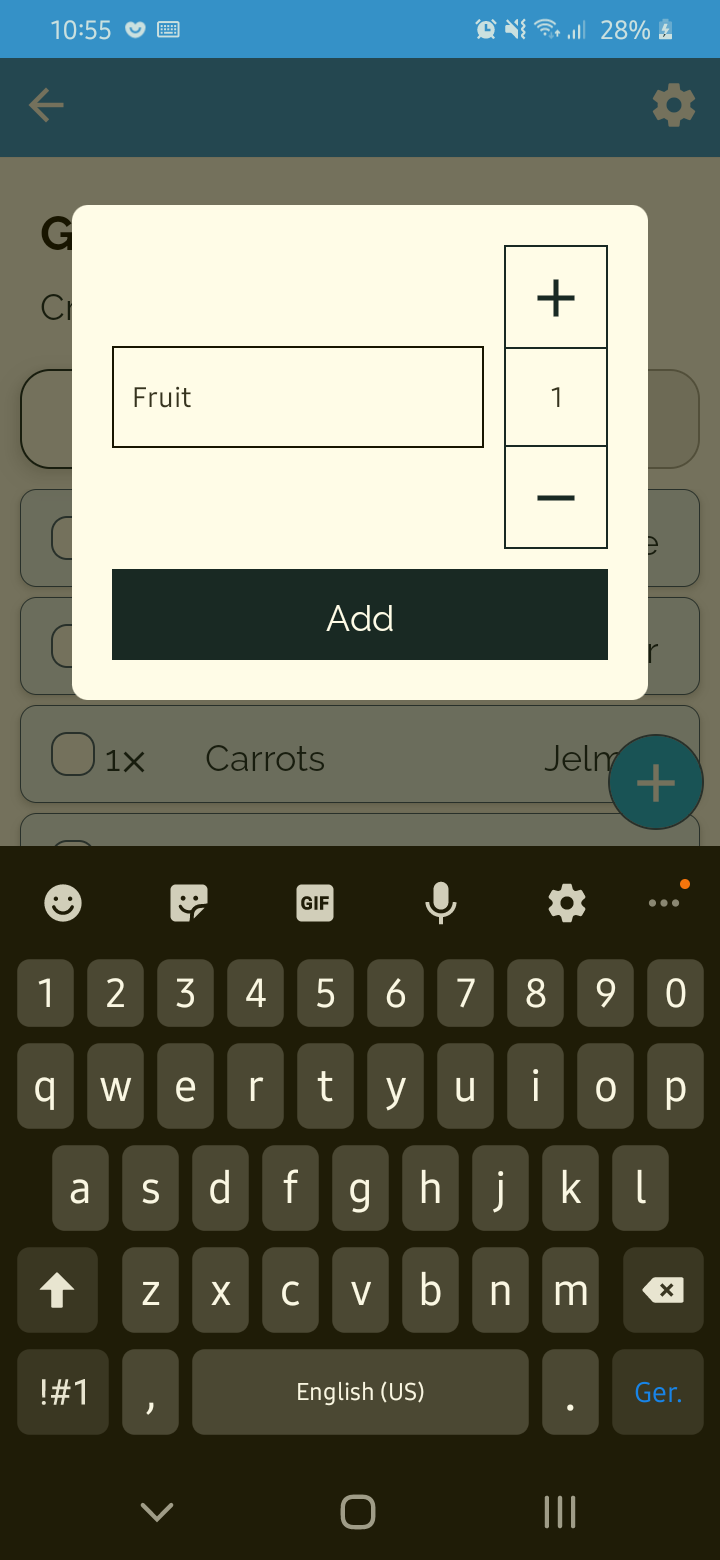 10:55 28%
G
Cr
Fruit
1
e
Add
r
1× Carrots Jelm
GIF
1 2 3 4 5 6 7 8 9 0
q w e r t y u i o p
a s d f g h j k l
z x c v b n m
!#1 , English (US) . Ger.